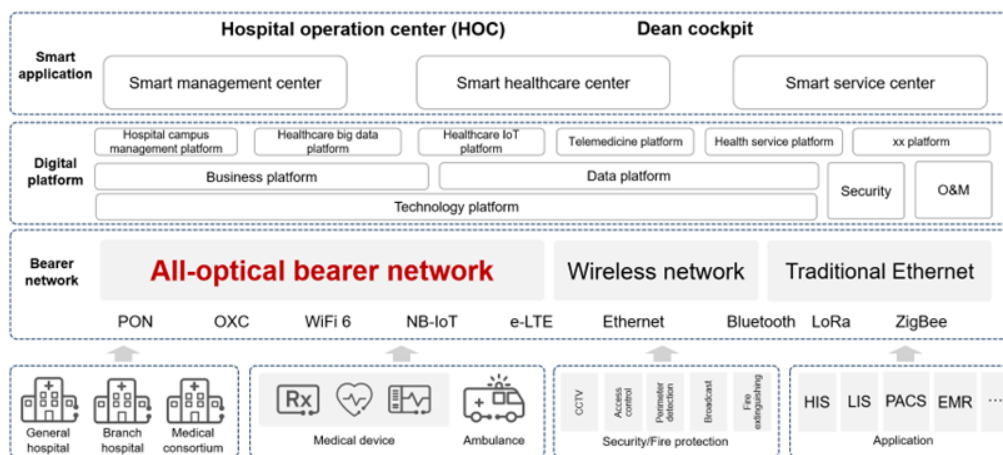 Hospital operation center (HOC)
Dean cockpit
Smart
application
Smart management center
Smart healthcare center
Smart service center
Hospital campus
management platform
Healthcare big data
platform
Healthcare IoT
platform
Telemedicine platform
Health service platform
xx platform
Digital
platform
Business platform
Data platform
Security
O&M
Technology platform
Bearer
network
All-optical bearer network
Wireless network
Traditional Ethernet
PON
OXC
WiFi 6
NB-IoT
e-LTE
Ethernet
Bluetooth
LoRa
ZigBee
General
hospital
Branch
hospital
Medical
consortium
Rx
Medical device
Ambulance
CCTV
Access
control
Perimeter
detection
Broadcast
Fire
extinguishing
Security/Fire protection
HIS
LIS
PACS
EMR
...
Application